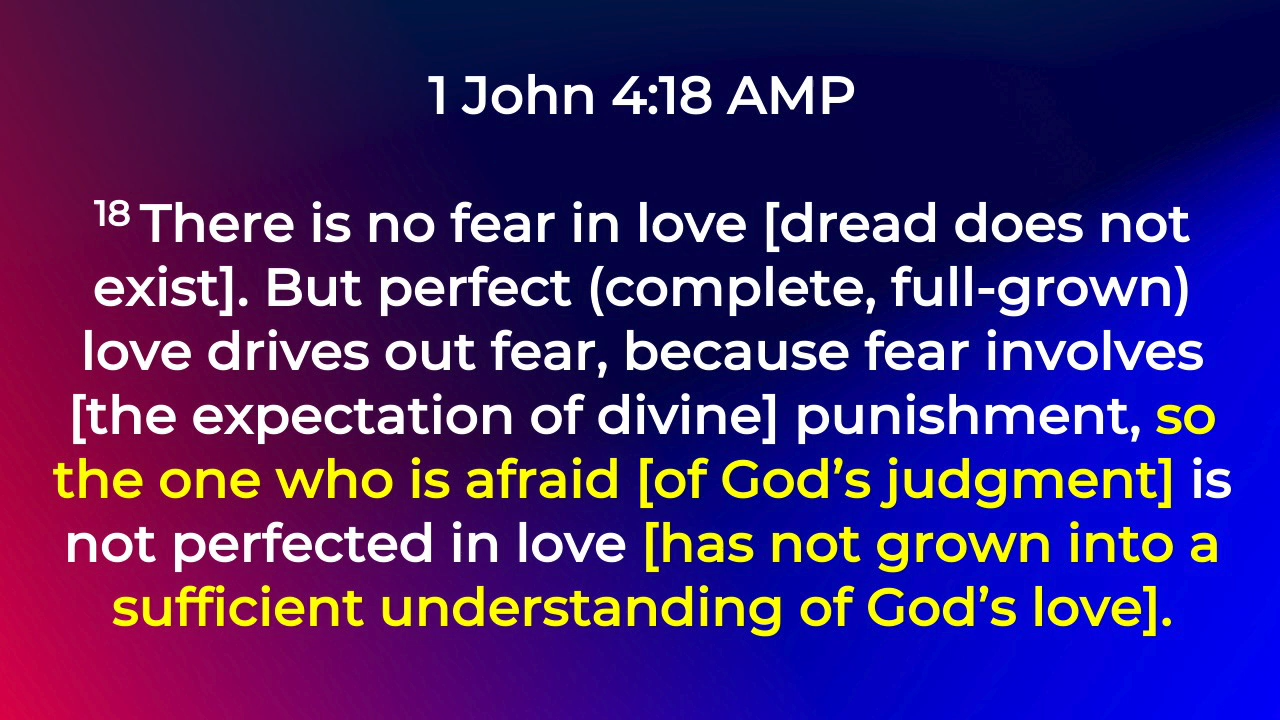 1 John 4:18 AMP
18 There is no fear in love [dread does not
exist]. But perfect (complete, full-grown)
love drives out fear, because fear involves
[the expectation of divine] punishment, so
the one who is afraid [of God’s judgment] is
not perfected in love [has not grown into a
sufficient understanding of God’s love].